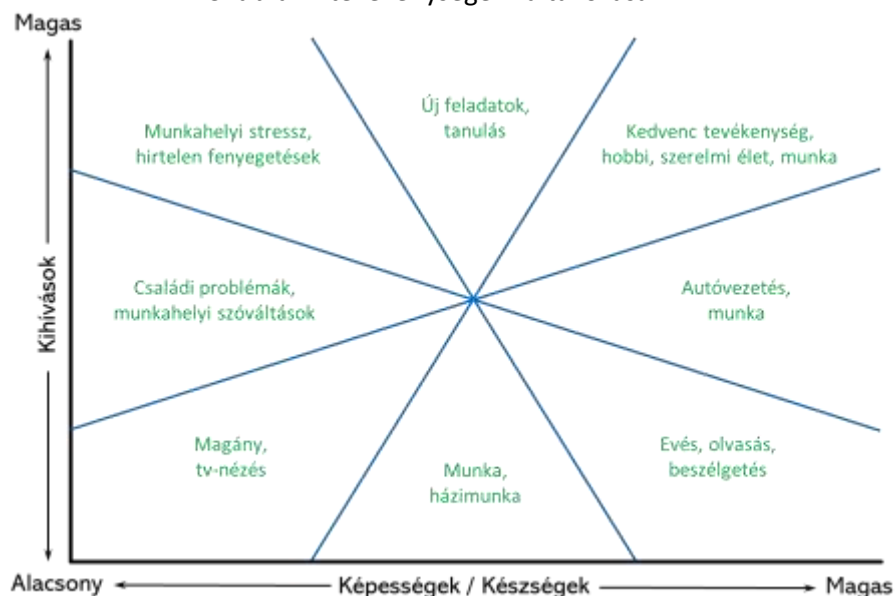 Magas
Új feladatok,
tanulás
Munkahelyi stressz,
hirtelen fenyegetések
Kedvenc tevékenység,
hobbi, szerelmi élet, munka
Kihívások
Családi problémák,
munkahelyi szóváltások
Autóvezetés,
munka
Magány,
tv-nézés
Munka,
házimunka
Evés, olvasás,
beszélgetés
Alacsony
Képességek / Készségek
Magas